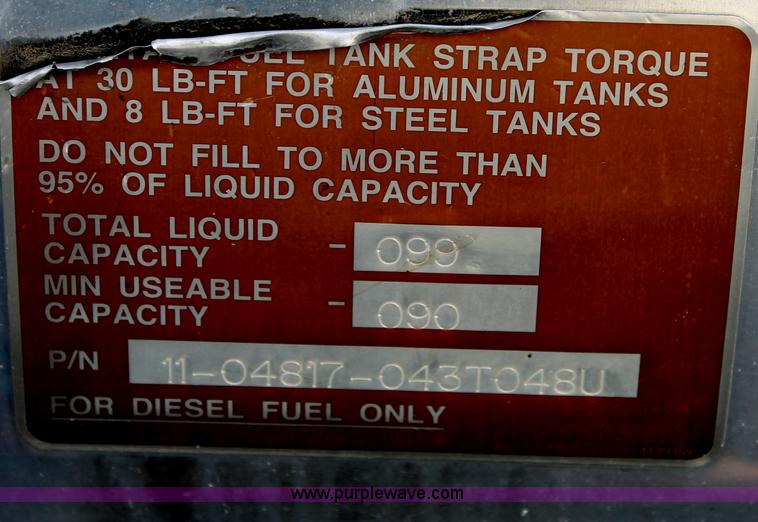 TANK STRAP TORQUE
AT 30 LB-FT FOR ALUMINUM TANKS
AND 8 LB-FT FOR STEEL TANKS
DO NOT FILL TO MORE THAN
95% OF LIQUID CAPACITY
TOTAL LIQUID
CAPACITY - 099
MIN USEABLE
CAPACITY - 090
P/N 11-04817-043T048U
FOR DIESEL FUEL ONLY
www.purplewave.com